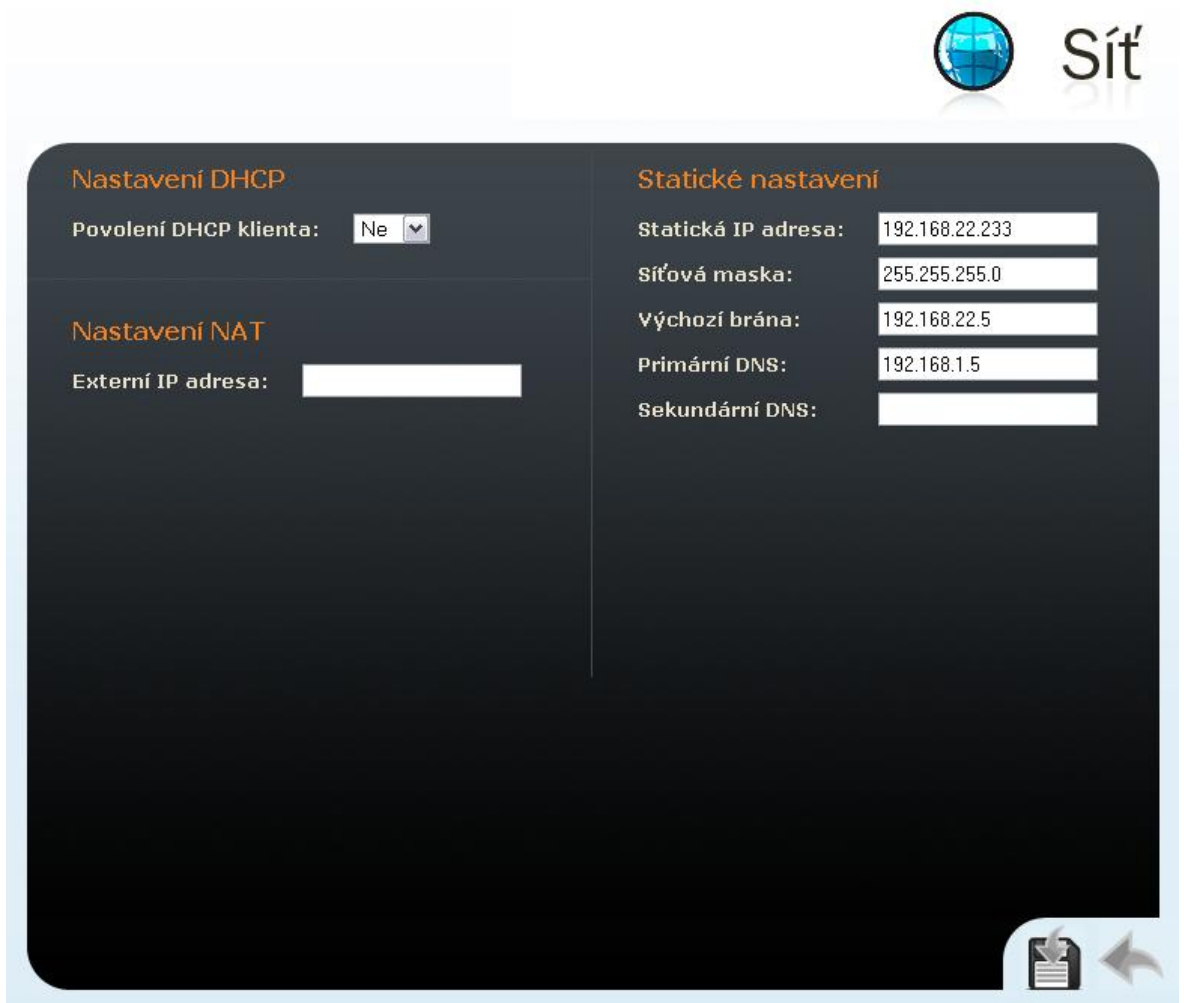 Síť
Nastavení DHCP
Povolení DHCP klienta: Ne
Nastavení NAT
Externí IP adresa:
Statické nastavení
Statická IP adresa: 192.168.22.233
Síťová maska: 255.255.255.0
Výchozí brána: 192.168.22.5
Primární DNS: 192.168.1.5
Sekundární DNS: